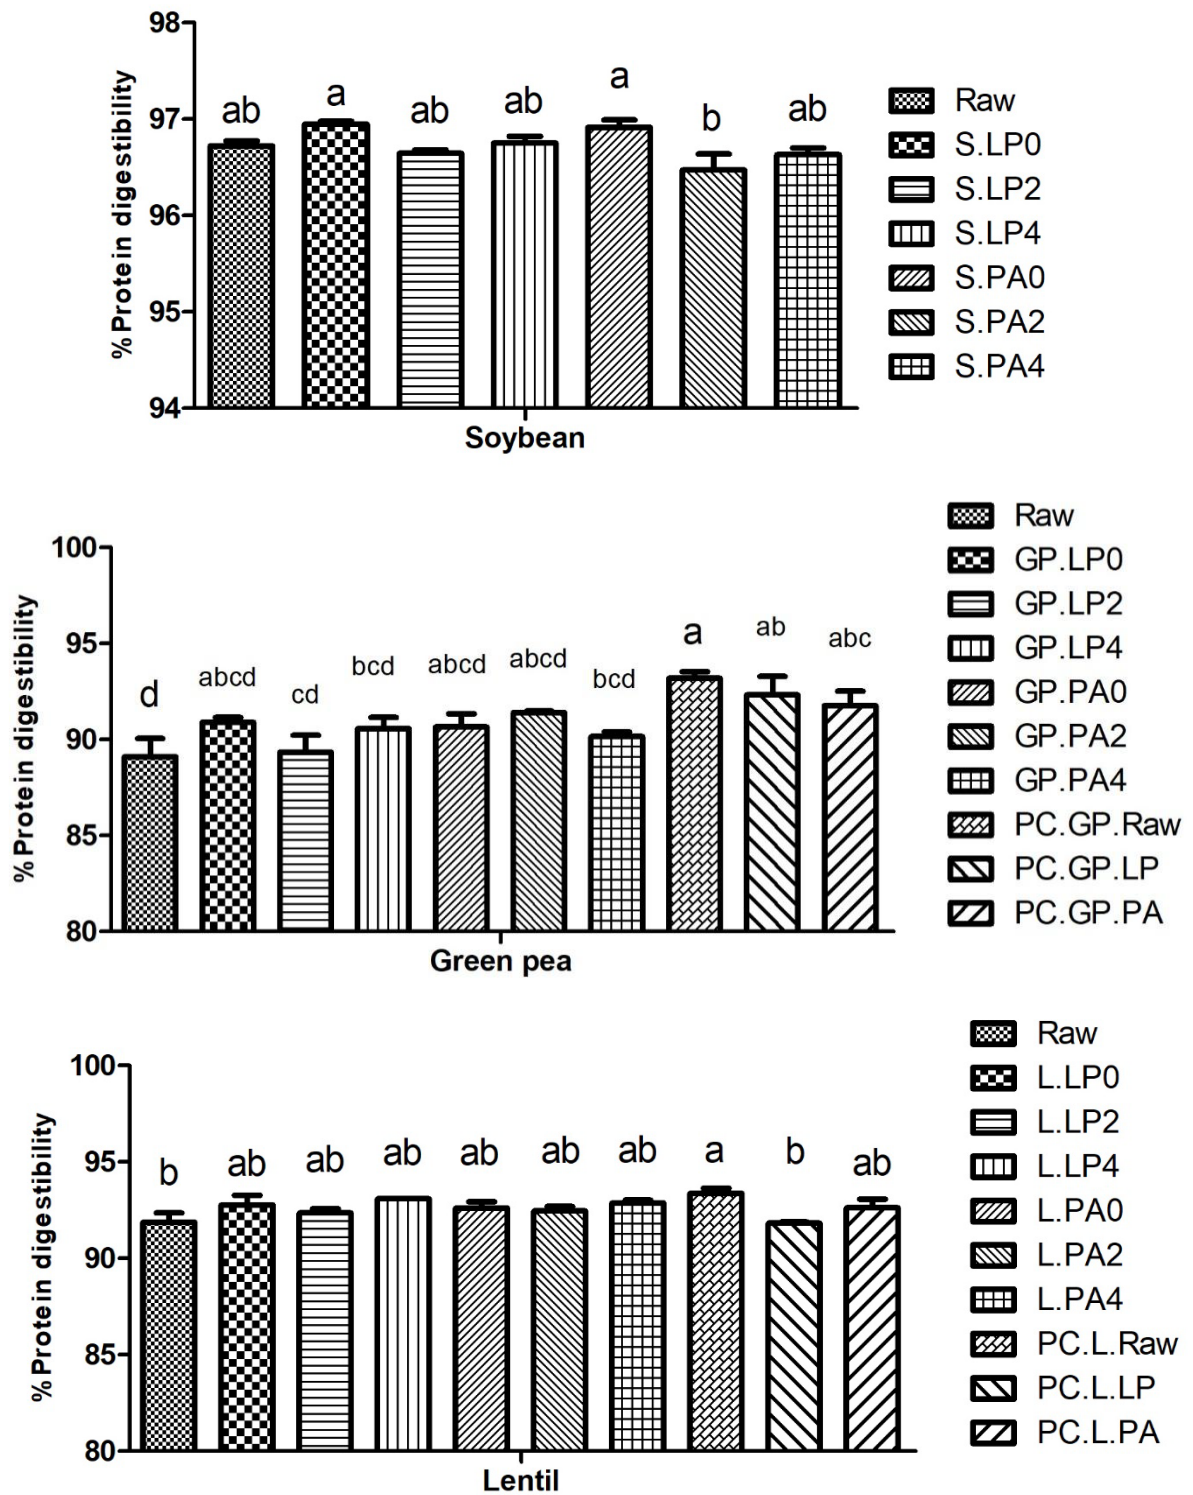 98
97
96
95
94
% Protein digestibility
ab
a
ab
ab
a
b
ab
Soybean
Raw
S.LP0
S.LP2
S.LP4
S.PA0
S.PA2
S.PA4
100
95
90
85
80
% Protein digestibility
d
abcd
cd
bcd
abcd
abcd
bcd
a
ab
abc
Green pea
Raw
GP.LP0
GP.LP2
GP.LP4
GP.PA0
GP.PA2
GP.PA4
PC.GP.Raw
PC.GP.LP
PC.GP.PA
100
95
90
85
80
% Protein digestibility
b
ab
ab
ab
ab
ab
ab
a
b
ab
Lentil
Raw
L.LP0
L.LP2
L.LP4
L.PA0
L.PA2
L.PA4
PC.L.Raw
PC.L.LP
PC.L.PA